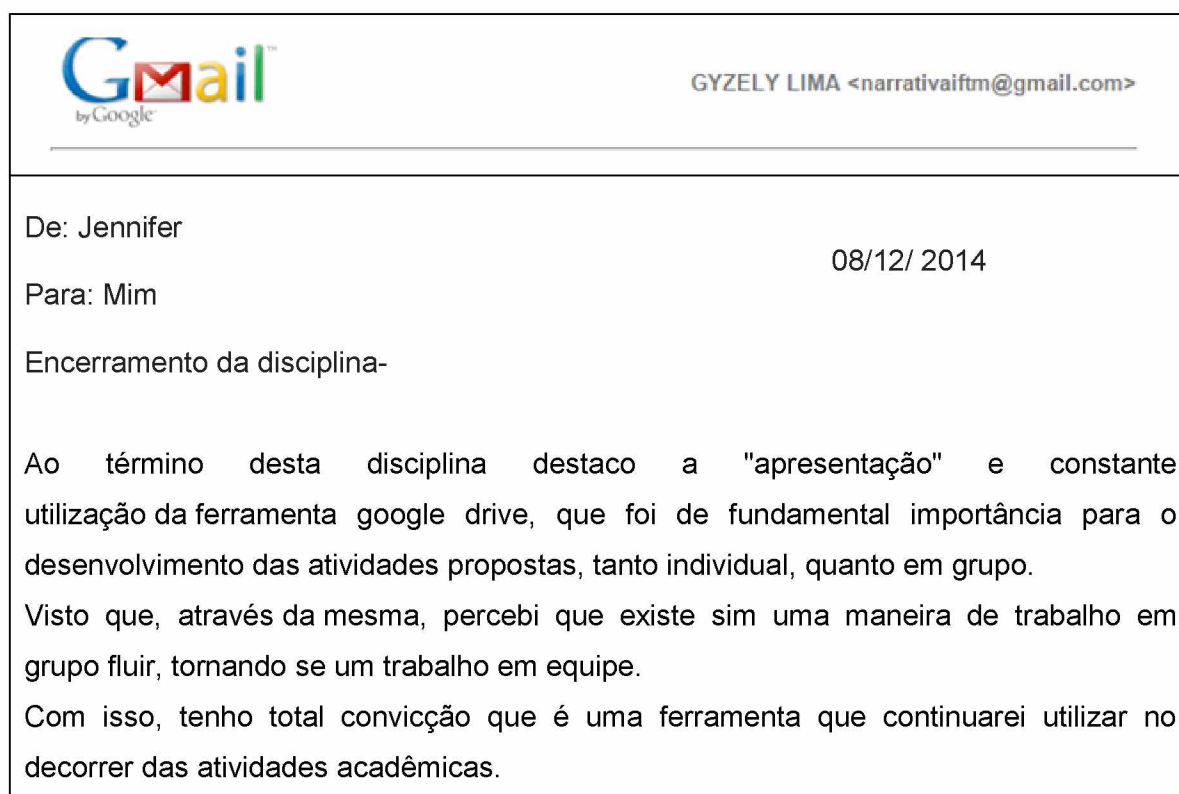 Gmail™
by Google
GYZELY LIMA <narrativaiftm@gmail.com>
De: Jennifer
08/12/ 2014
Para: Mim
Encerramento da disciplina-
Ao término desta disciplina destaco a "apresentação" e constante
utilização da ferramenta google drive, que foi de fundamental importância para o
desenvolvimento das atividades propostas, tanto individual, quanto em grupo.
Visto que, através da mesma, percebi que existe sim uma maneira de trabalho em
grupo fluir, tornando se um trabalho em equipe.
Com isso, tenho total convicção que é uma ferramenta que continuarei utilizar no
decorrer das atividades acadêmicas.